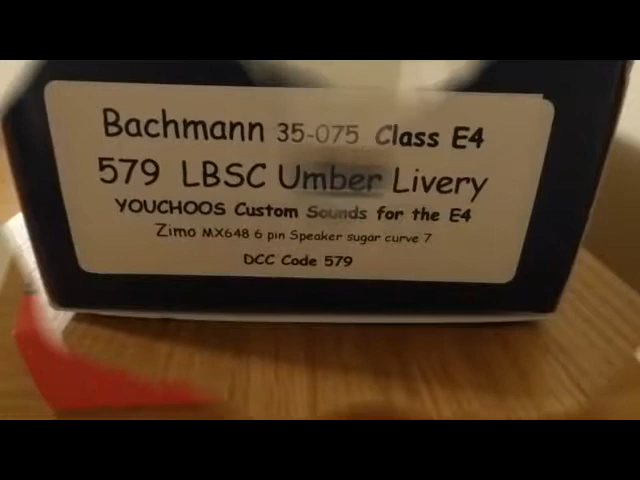 Bachmann 35-075 Class E4
579 LBSC Umber Livery
YOUCHOOS Custom Sounds for the E4
Zimo MX648 6 pin Speaker sugar curve 7
DCC Code 579